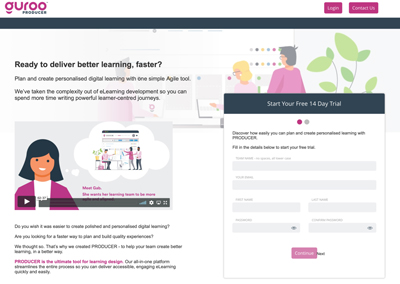 guroo
PRODUCER
Login
Contact Us
Ready to deliver better learning, faster?
Plan and create personalised digital learning with one simple Agile tool.
We've taken the complexity out of eLearning development so you can
spend more time writing powerful learner-centred journeys.
Start Your Free 14 Day Trial
Discover how easily you can plan and create personalised learning with
PRODUCER.
Fill in the details below to start your free trial.
YOUR EMAIL
FIRST NAME
LAST NAME
PASSWORD
CONFIRM PASSWORD
Continue
Next
Meet Gab.
She wants her learning team to be more
Do you wish it was easier to create polished and personalised digital learning?
Are you looking for a faster way to plan and build quality experiences?
We thought so. That's why we created PRODUCER - to help your team create better learning,
in a better way.
PRODUCER is the ultimate tool for learning design. Our all-in-one platform
streamlines the entire process so you can deliver accessible, engaging eLearning
quickly and easily.